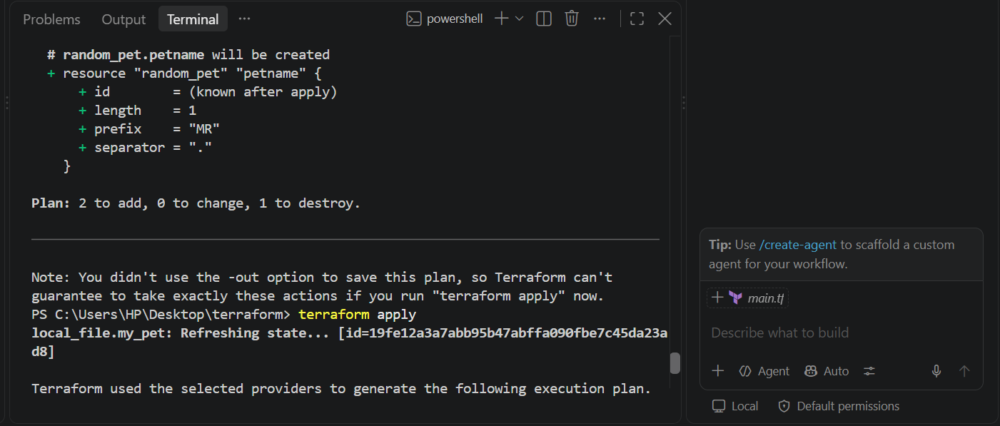 Problems Output Terminal ··· powershell
# random_pet.petname will be created
+ resource "random_pet" "petname" {
+ id = (known after apply)
+ length = 1
+ prefix = "MR"
+ separator = "."
}
Plan: 2 to add, 0 to change, 1 to destroy.
Note: You didn't use the -out option to save this plan, so Terraform can't
guarantee to take exactly these actions if you run "terraform apply" now.
PS C:\Users\HP\Desktop\terraform> terraform apply
local_file.my_pet: Refreshing state... [id=19fe12a3a7abb95b47abffa090fbe7c45da23a
d8]
Terraform used the selected providers to generate the following execution plan.
Tip: Use /create-agent to scaffold a custom
agent for your workflow.
main.tf
Describe what to build
Agent Auto
Local Default permissions